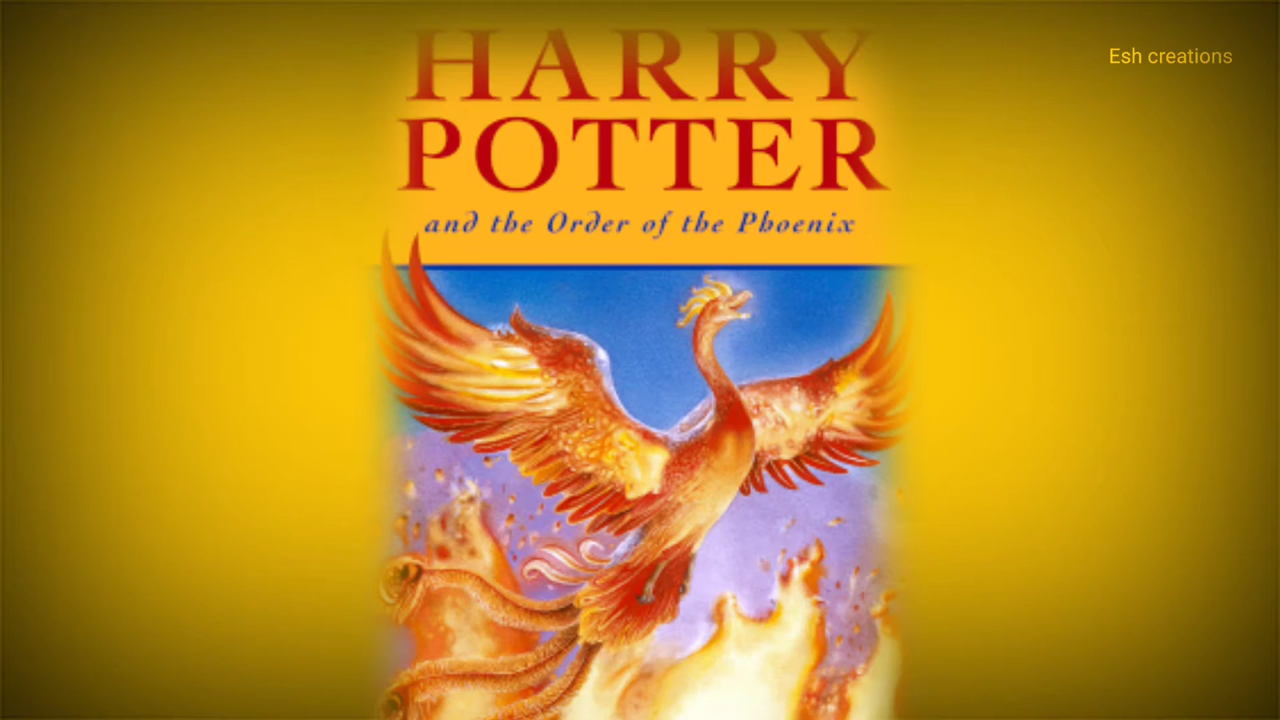 HARRY
POTTER
and the Order of the Phoenix
Esh creations